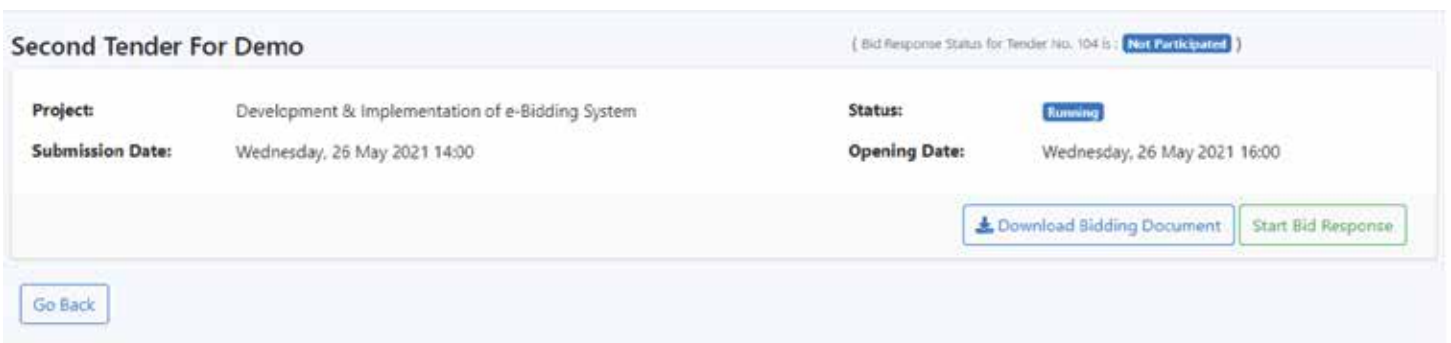 Second Tender For Demo
( Bid Response Status for Tender No. 104 is : Not Participated )
Project: Development & Implementation of e-Bidding System Status: Running
Submission Date: Wednesday, 26 May 2021 14:00 Opening Date: Wednesday, 26 May 2021 16:00
Download Bidding Document Start Bid Response
Go Back